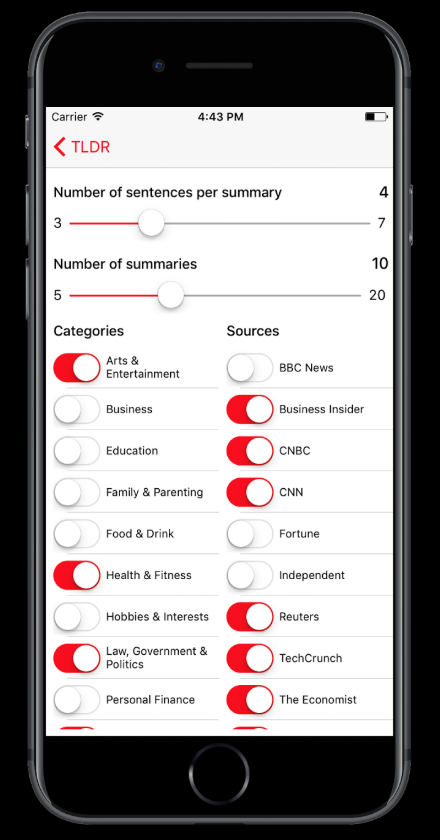 Carrier 4:43 PM
TLDR
Number of sentences per summary 4
3 7
Number of summaries 10
5 20
Categories Sources
Arts &
Entertainment
BBC News
Business
Business Insider
Education
CNBC
Family & Parenting
CNN
Food & Drink
Fortune
Health & Fitness
Independent
Hobbies & Interests
Reuters
Law, Government &
Politics
TechCrunch
Personal Finance
The Economist